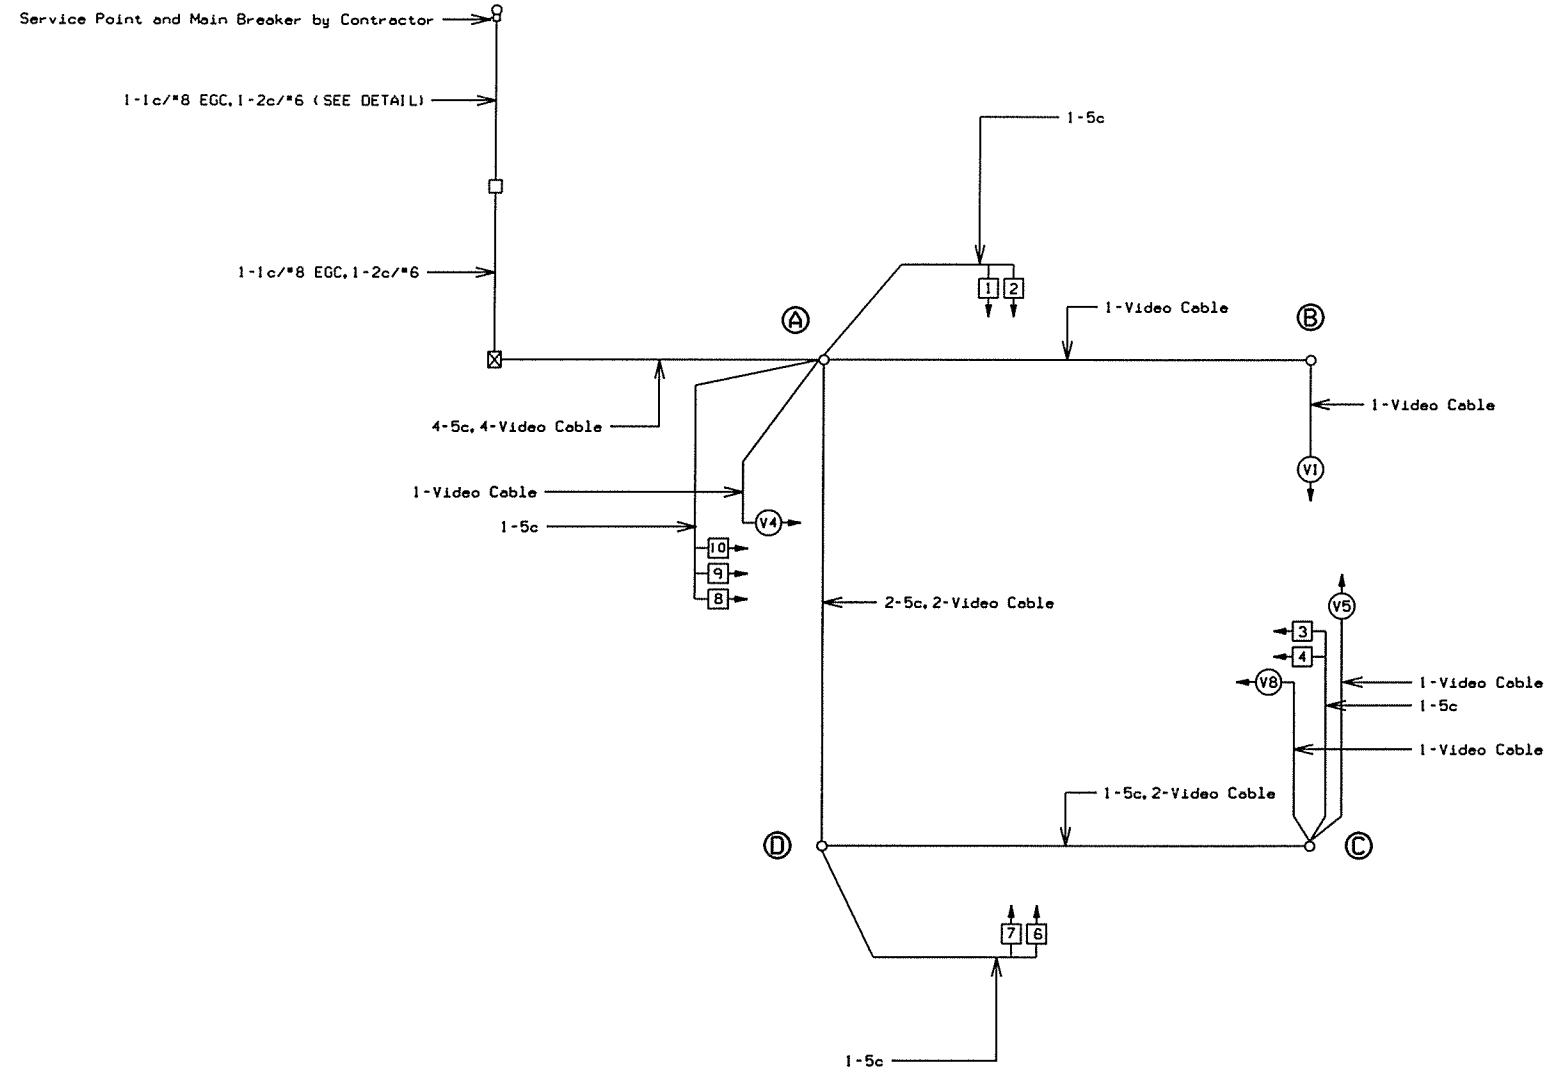 Service Point and Main Breaker by Contractor
1-1c/#8 EGC,1-2c/#6 (SEE DETAIL)
1-5c
1-1c/#8 EGC,1-2c/#6
1
2
A
1-Video Cable
B
4-5c,4-Video Cable
1-Video Cable
V1
1-Video Cable
V4
1-5c
10
9
8
2-5c,2-Video Cable
V5
3
4
V8
1-Video Cable
1-5c
1-Video Cable
1-5c,2-Video Cable
D
C
7
6
1-5c